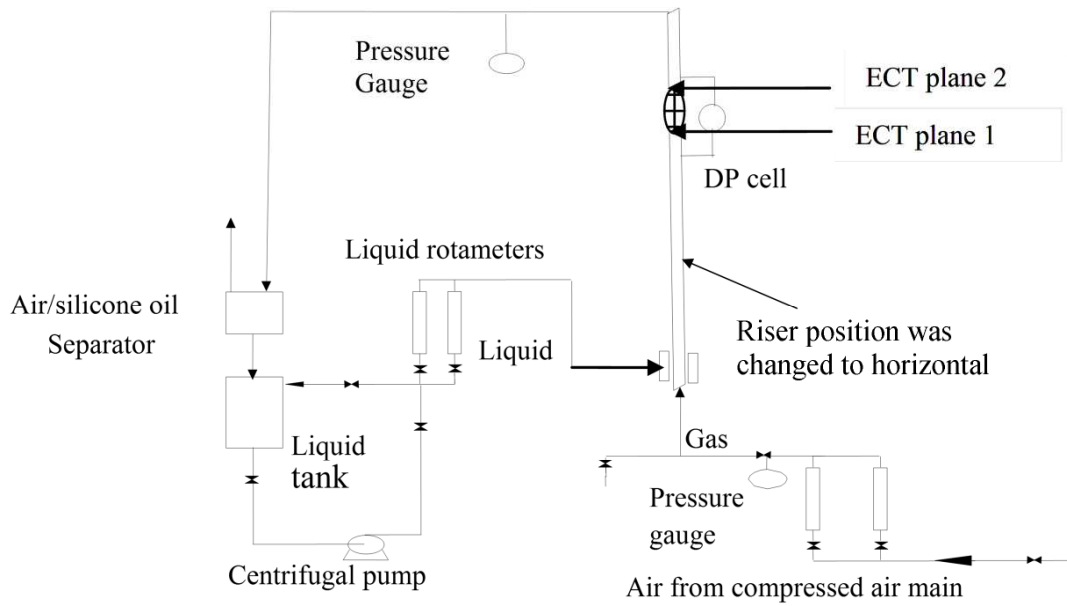 Pressure
Gauge
ECT plane 2
ECT plane 1
DP cell
Liquid rotameters
Air/silicone oil
Separator
Liquid
Riser position was
changed to horizontal
Liquid
tank
Gas
Pressure
gauge
Centrifugal pump
Air from compressed air main